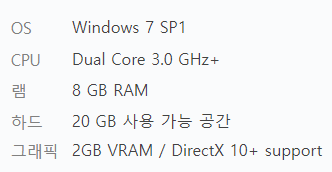 OS Windows 7 SP1
CPU Dual Core 3.0 GHz+
램 8 GB RAM
하드 20 GB 사용 가능 공간
그래픽 2GB VRAM / DirectX 10+ support